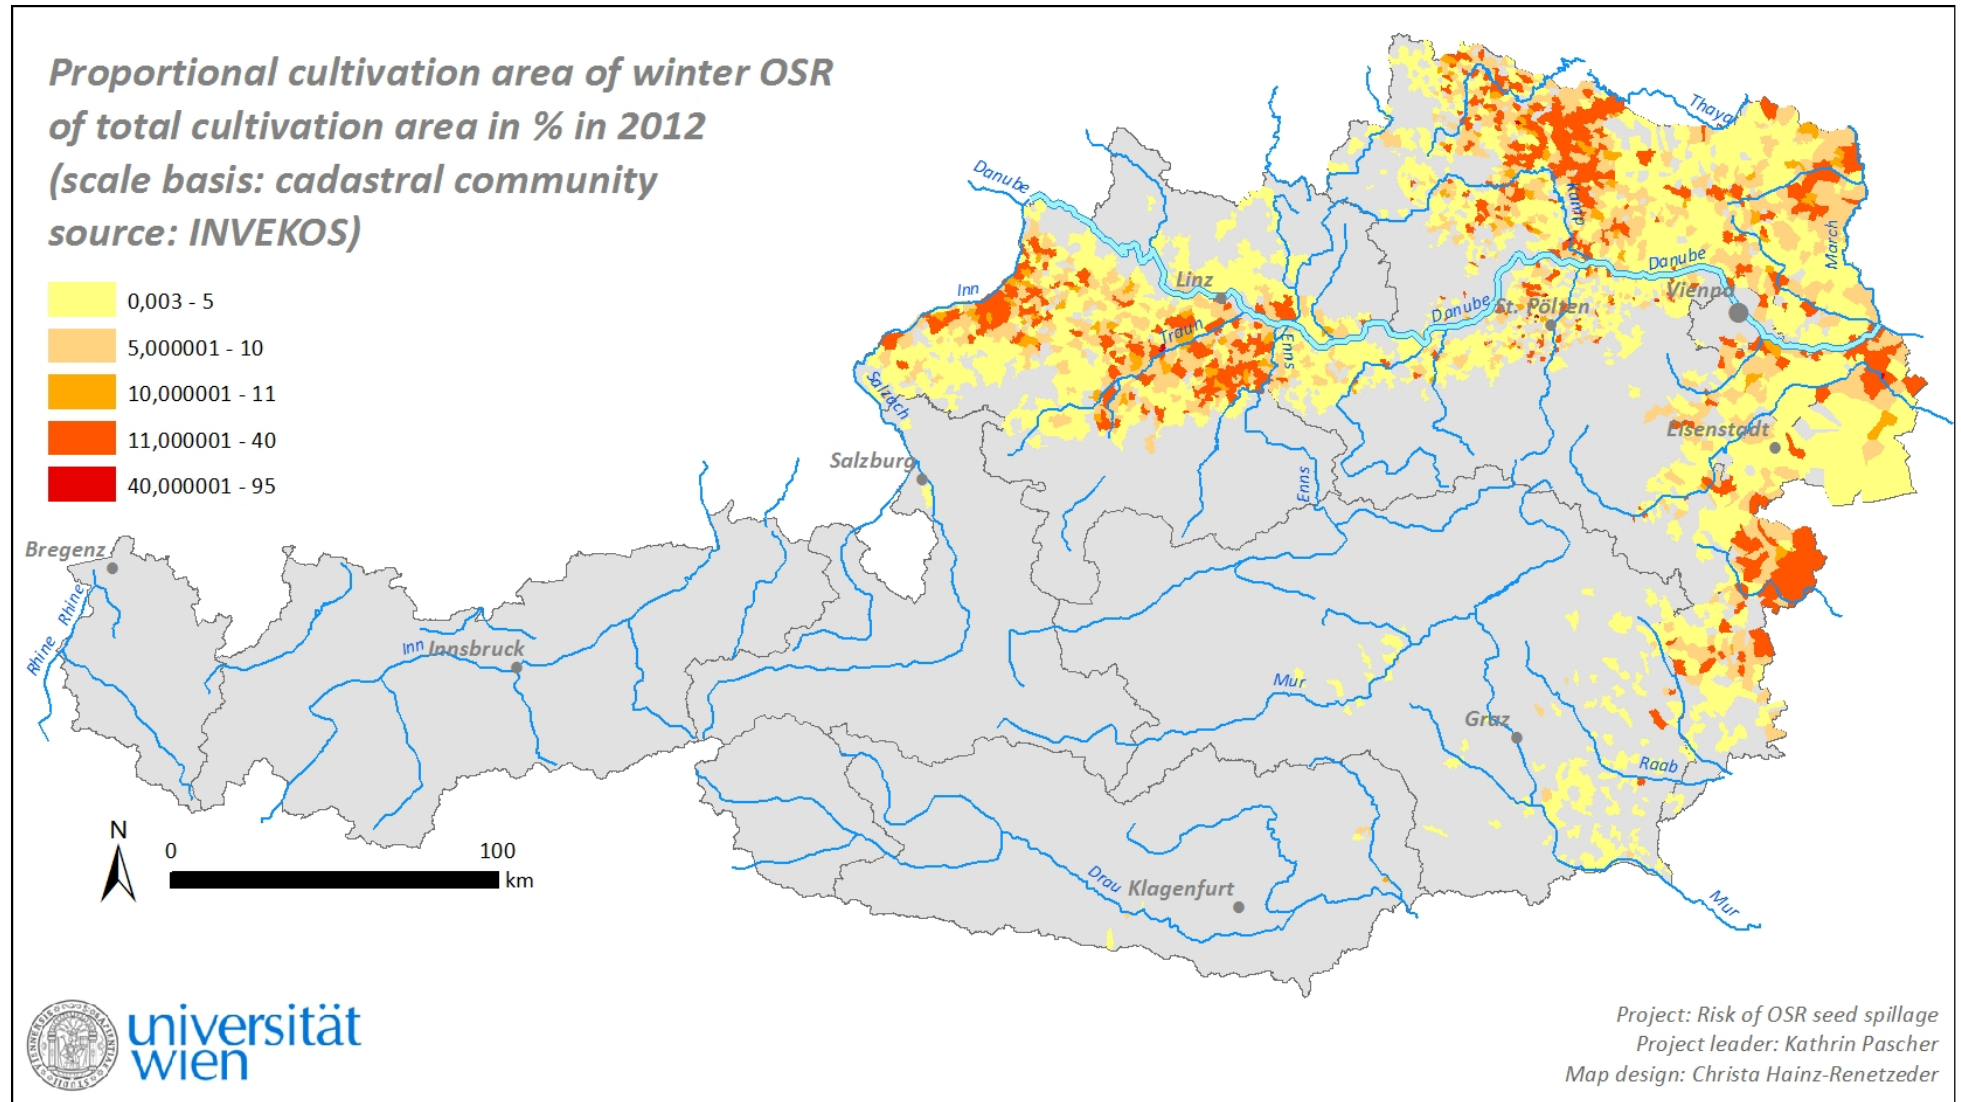 Proportional cultivation area of winter OSR
of total cultivation area in % in 2012
(scale basis: cadastral community
source: INVEKOS)
0,003 - 5
5,000001 - 10
10,000001 - 11
11,000001 - 40
40,000001 - 95
Thaya
Danube
Kamp
March
Danube
Linz
Inn
Vienna
Danube
St. Pölten
Traun
Enns
Salzach
Eisenstadt
Salzburg
Enns
Bregenz
Rhine
Rhine
Inn
Innsbruck
Mur
Graz
Raab
Drau
Klagenfurt
Mur
N
0 100
km
universität
wien
Project: Risk of OSR seed spillage
Project leader: Kathrin Pascher
Map design: Christa Hainz-Renetzeder